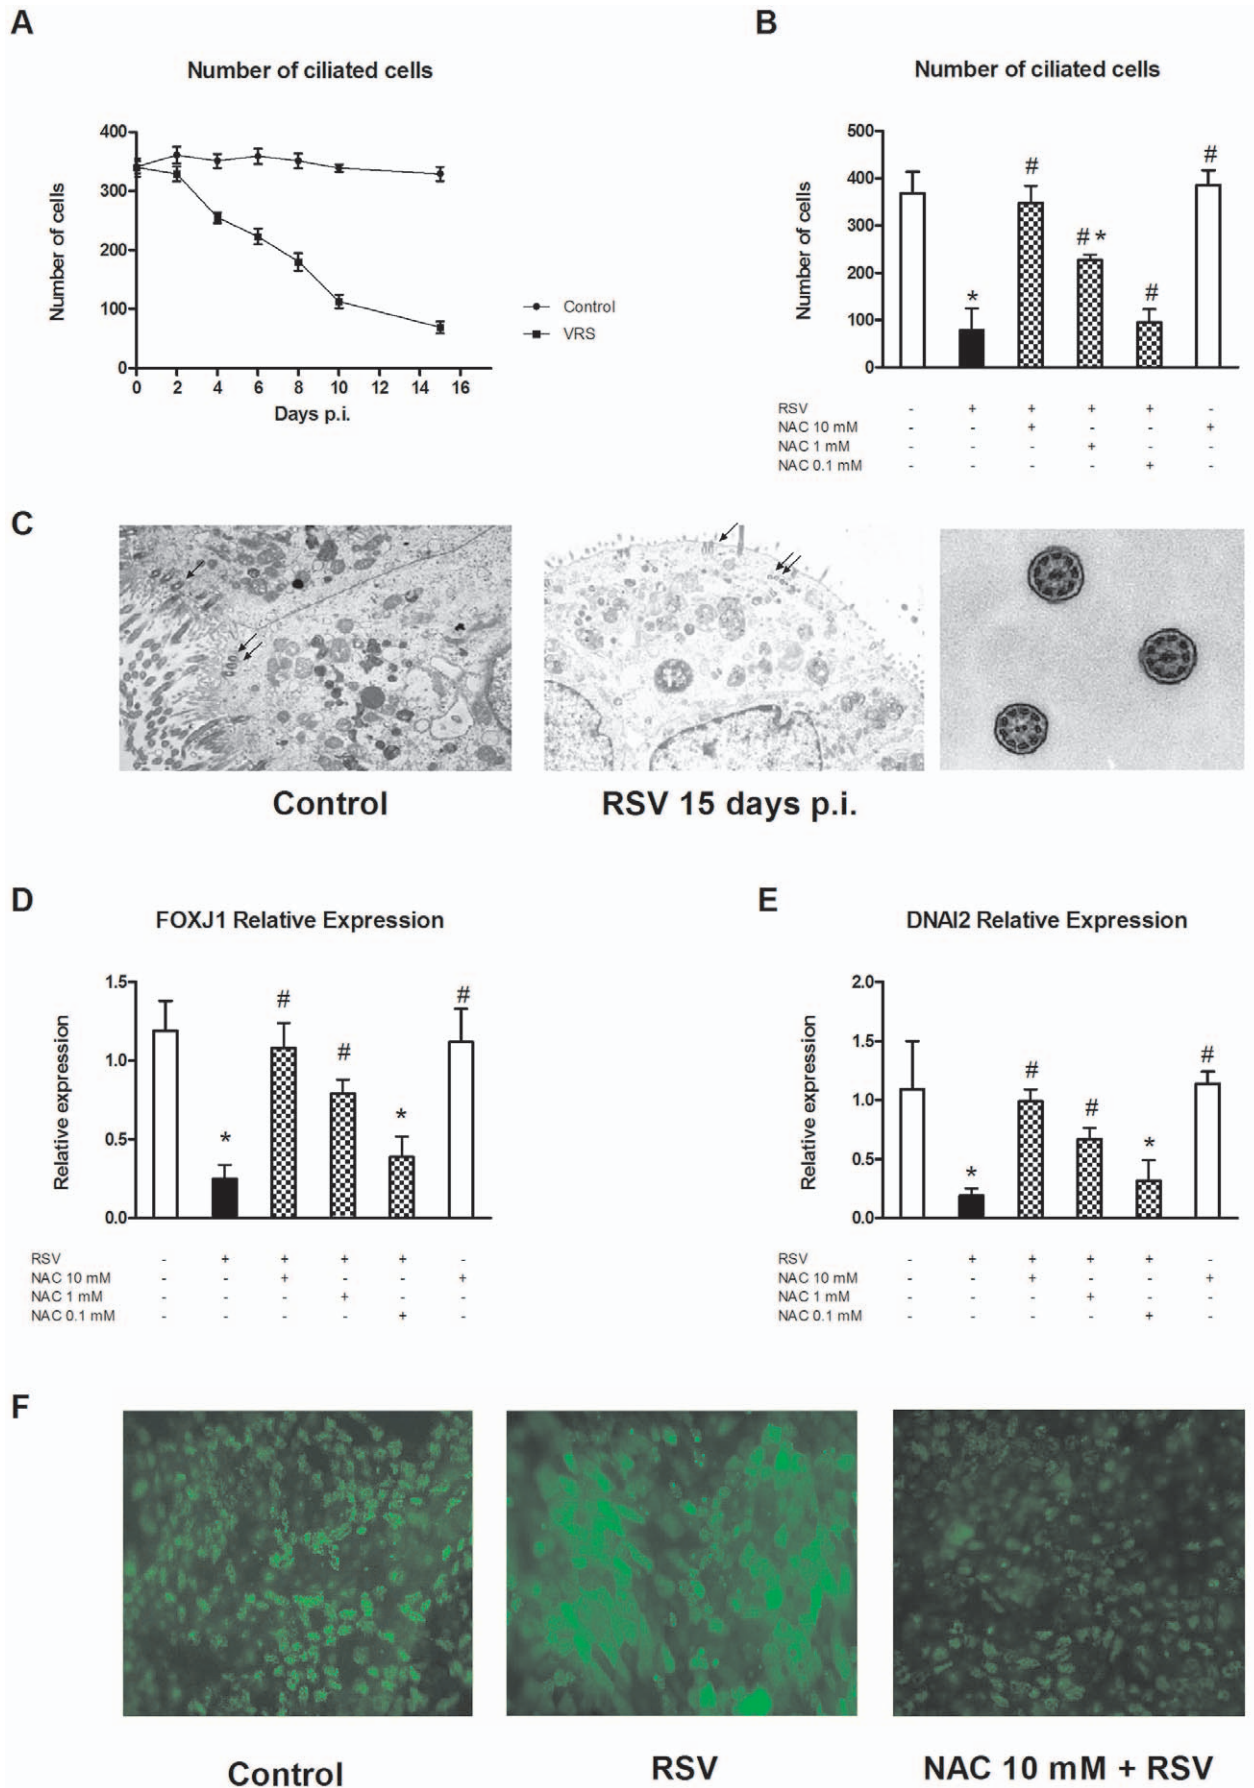 A
Number of ciliated cells
400
300
200
100
0
Number of cells
0 2 4 6 8 10 12 14 16
Days p.i.
Control
VRS
B
Number of ciliated cells
500
400
300
200
100
0
Number of cells
* # # * # #
RSV - + + + + -
NAC 10 mM - - + - - +
NAC 1 mM - - - + - -
NAC 0.1 mM - - - - + -
C
Control
RSV 15 days p.i.
D
FOXJ1 Relative Expression
1.5
1.0
0.5
0.0
Relative expression
* # # * #
RSV - + + + + -
NAC 10 mM - - + - - +
NAC 1 mM - - - + - -
NAC 0.1 mM - - - - + -
E
DNAI2 Relative Expression
2.0
1.5
1.0
0.5
0.0
Relative expression
* # # * #
RSV - + + + + -
NAC 10 mM - - + - - +
NAC 1 mM - - - + - -
NAC 0.1 mM - - - - + -
F
Control
RSV
NAC 10 mM + RSV